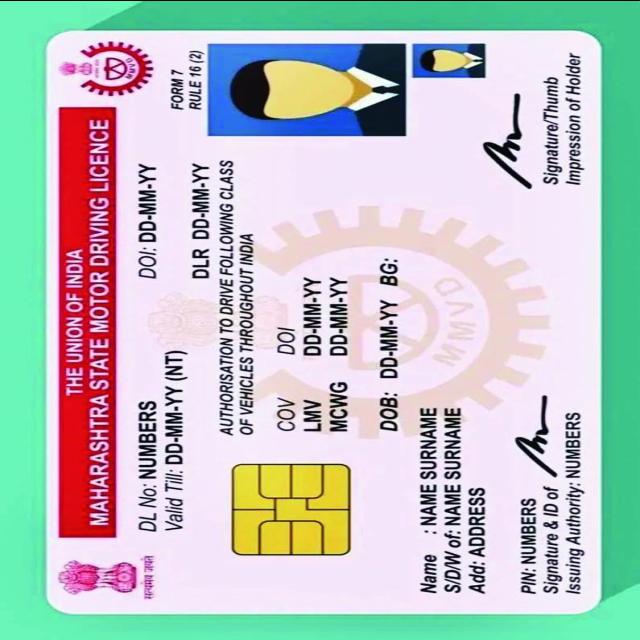 THE UNION OF INDIA
MAHARASHTRA STATE MOTOR DRIVING LICENCE
सत्यमेव जयते
MMVD
DL No: NUMBERS DOI: DD-MM-YY
Valid Till: DD-MM-YY (NT) DLR DD-MM-YY
FORM 7
RULE 16 (2)
AUTHORISATION TO DRIVE FOLLOWING CLASS
OF VEHICLES THROUGHOUT INDIA
COV DOI
LMV DD-MM-YY
MCWG DD-MM-YY
DOB: DD-MM-YY BG:
MMVD
Name : NAME SURNAME
S/D/W of: NAME SURNAME
Add: ADDRESS
PIN: NUMBERS
Signature & ID of
Issuing Authority: NUMBERS
Signature/Thumb
Impression of Holder